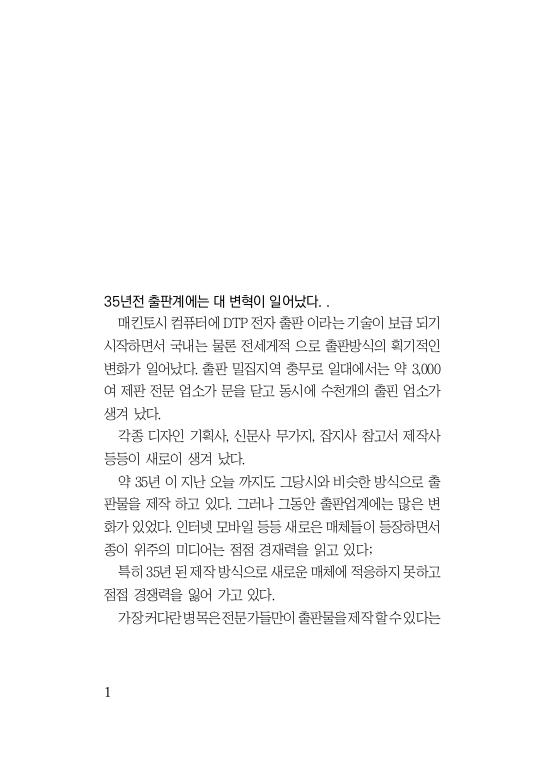 35년전 출판계에는 대 변혁이 일어났다. .
매킨토시 컴퓨터에 DTP 전자 출판 이라는 기술이 보급 되기
시작하면서 국내는 물론 전세계적 으로 출판방식의 획기적인
변화가 일어났다. 출판 밀집지역 충무로 일대에서는 약 3,000
여 제판 전문 업소가 문을 닫고 동시에 수천개의 출핀 업소가
생겨 났다.
각종 디자인 기획사, 신문사 무가지, 잡지사 참고서 제작사
등등이 새로이 생겨 났다.
약 35년 이 지난 오늘 까지도 그당시와 비슷한 방식으로 출
판물을 제작 하고 있다. 그러나 그동안 출판업계에는 많은 변
화가 있었다. 인터넷 모바일 등등 새로은 매체들이 등장하면서
종이 위주의 미디어는 점점 경재력을 읽고 있다;
특히 35년 된 제작 방식으로 새로운 매체에 적응하지 못하고
점접 경쟁력을 잃어 가고 있다.
가장 커다란 병목은 전문가들만이 출판물을 제작 할 수 있다는
1